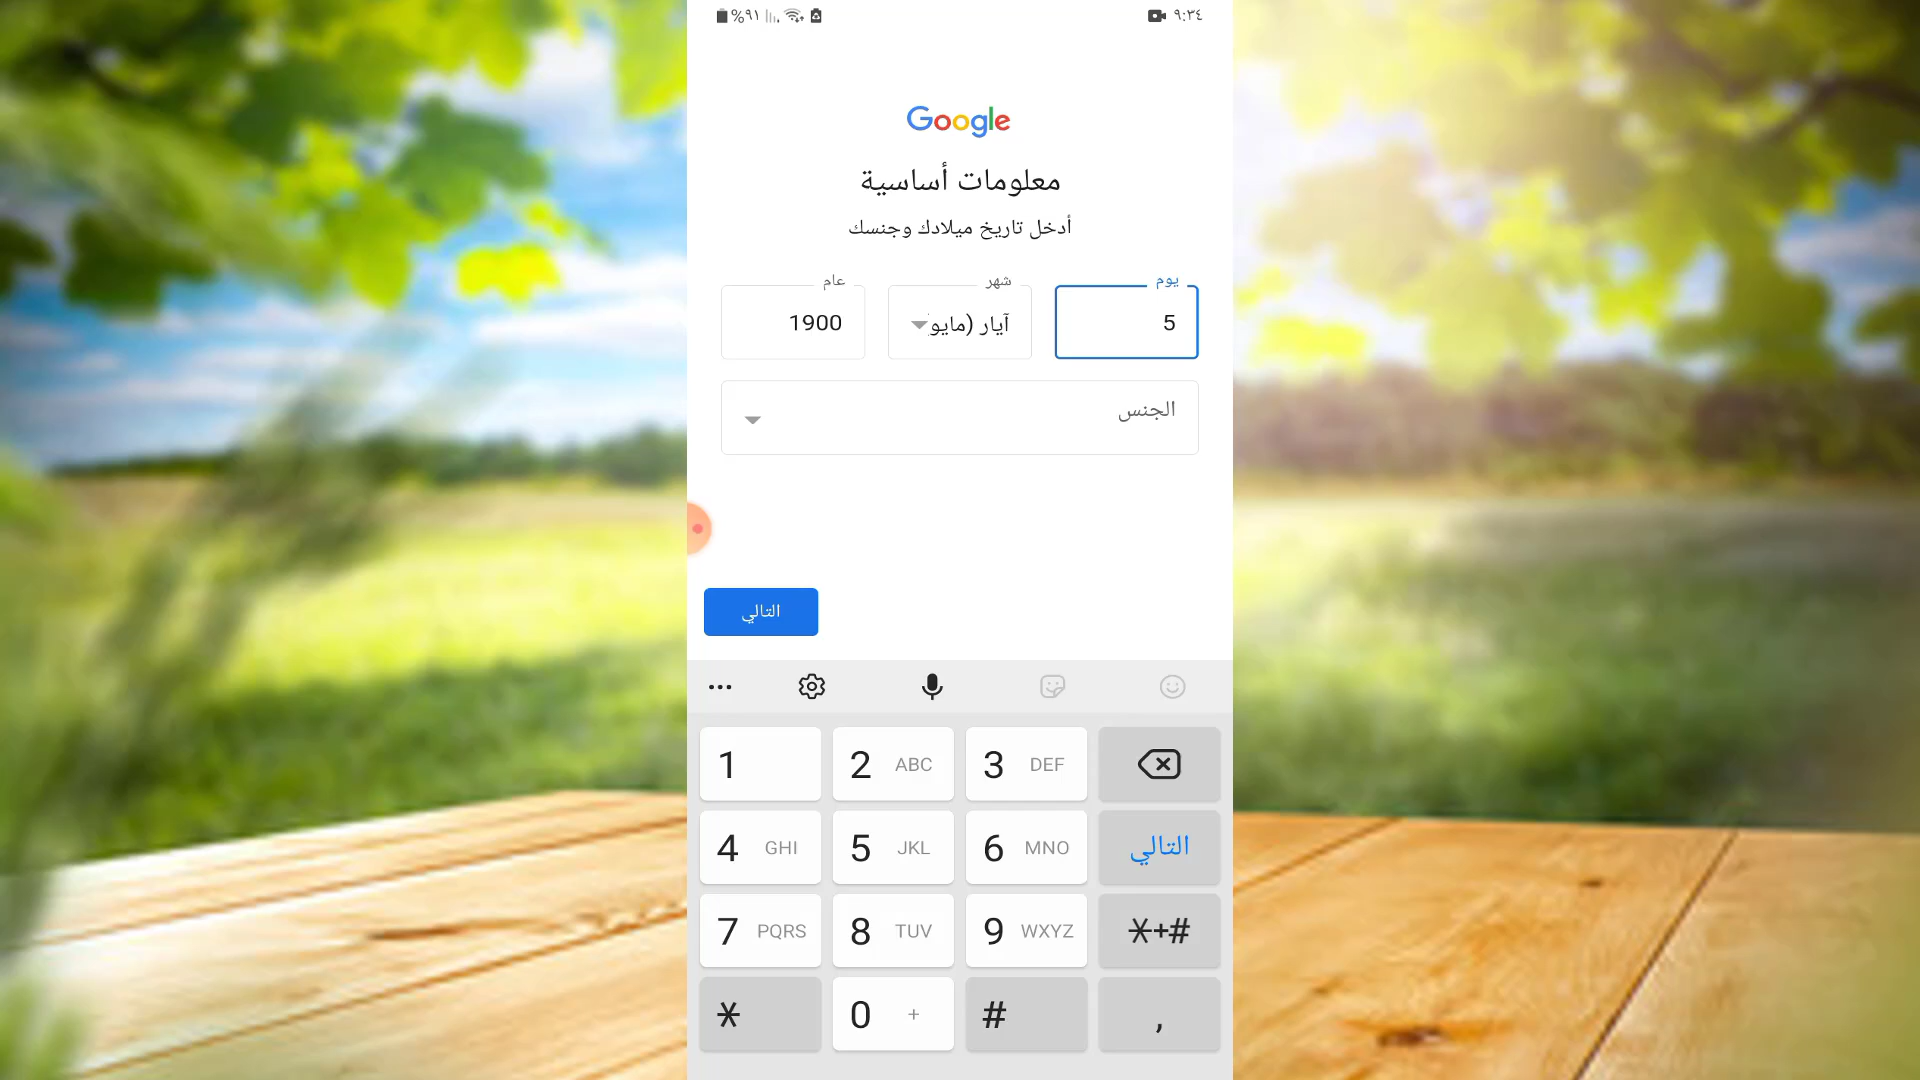 %٩١ ٩:٣٤
Google
معلومات أساسية
أدخل تاريخ ميلادك وجنسك
يوم شهر عام
5 آيار (مايو 1900
الجنس
التالي
1 2 ABC 3 DEF
4 GHI 5 JKL 6 MNO التالي
7 PQRS 8 TUV 9 WXYZ *+#
* 0 + # ,